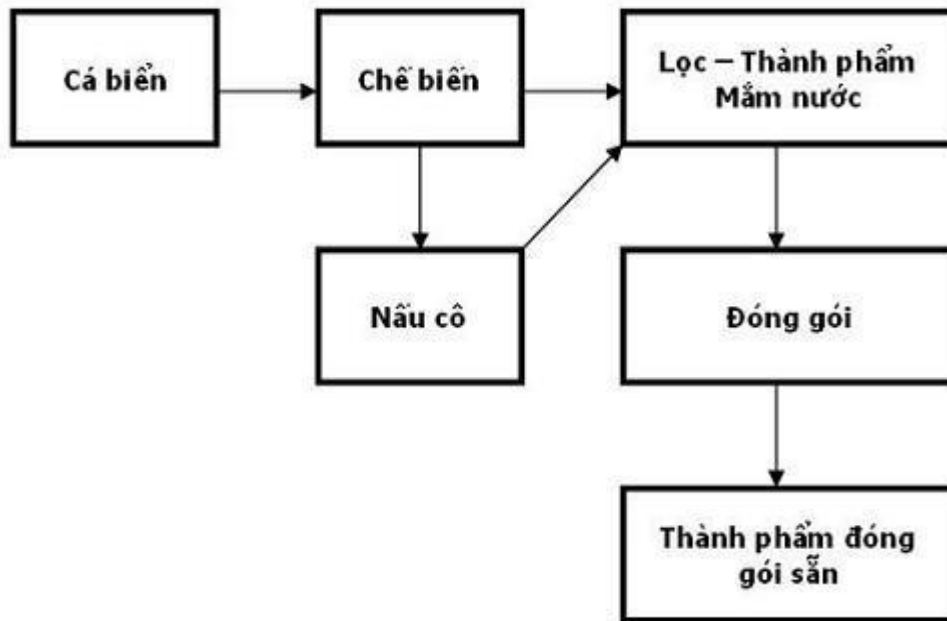 Cá biển
Chế biến
Lọc – Thành phẩm
Mắm nước
Nấu cô
Đóng gói
Thành phẩm đóng
gói sẵn